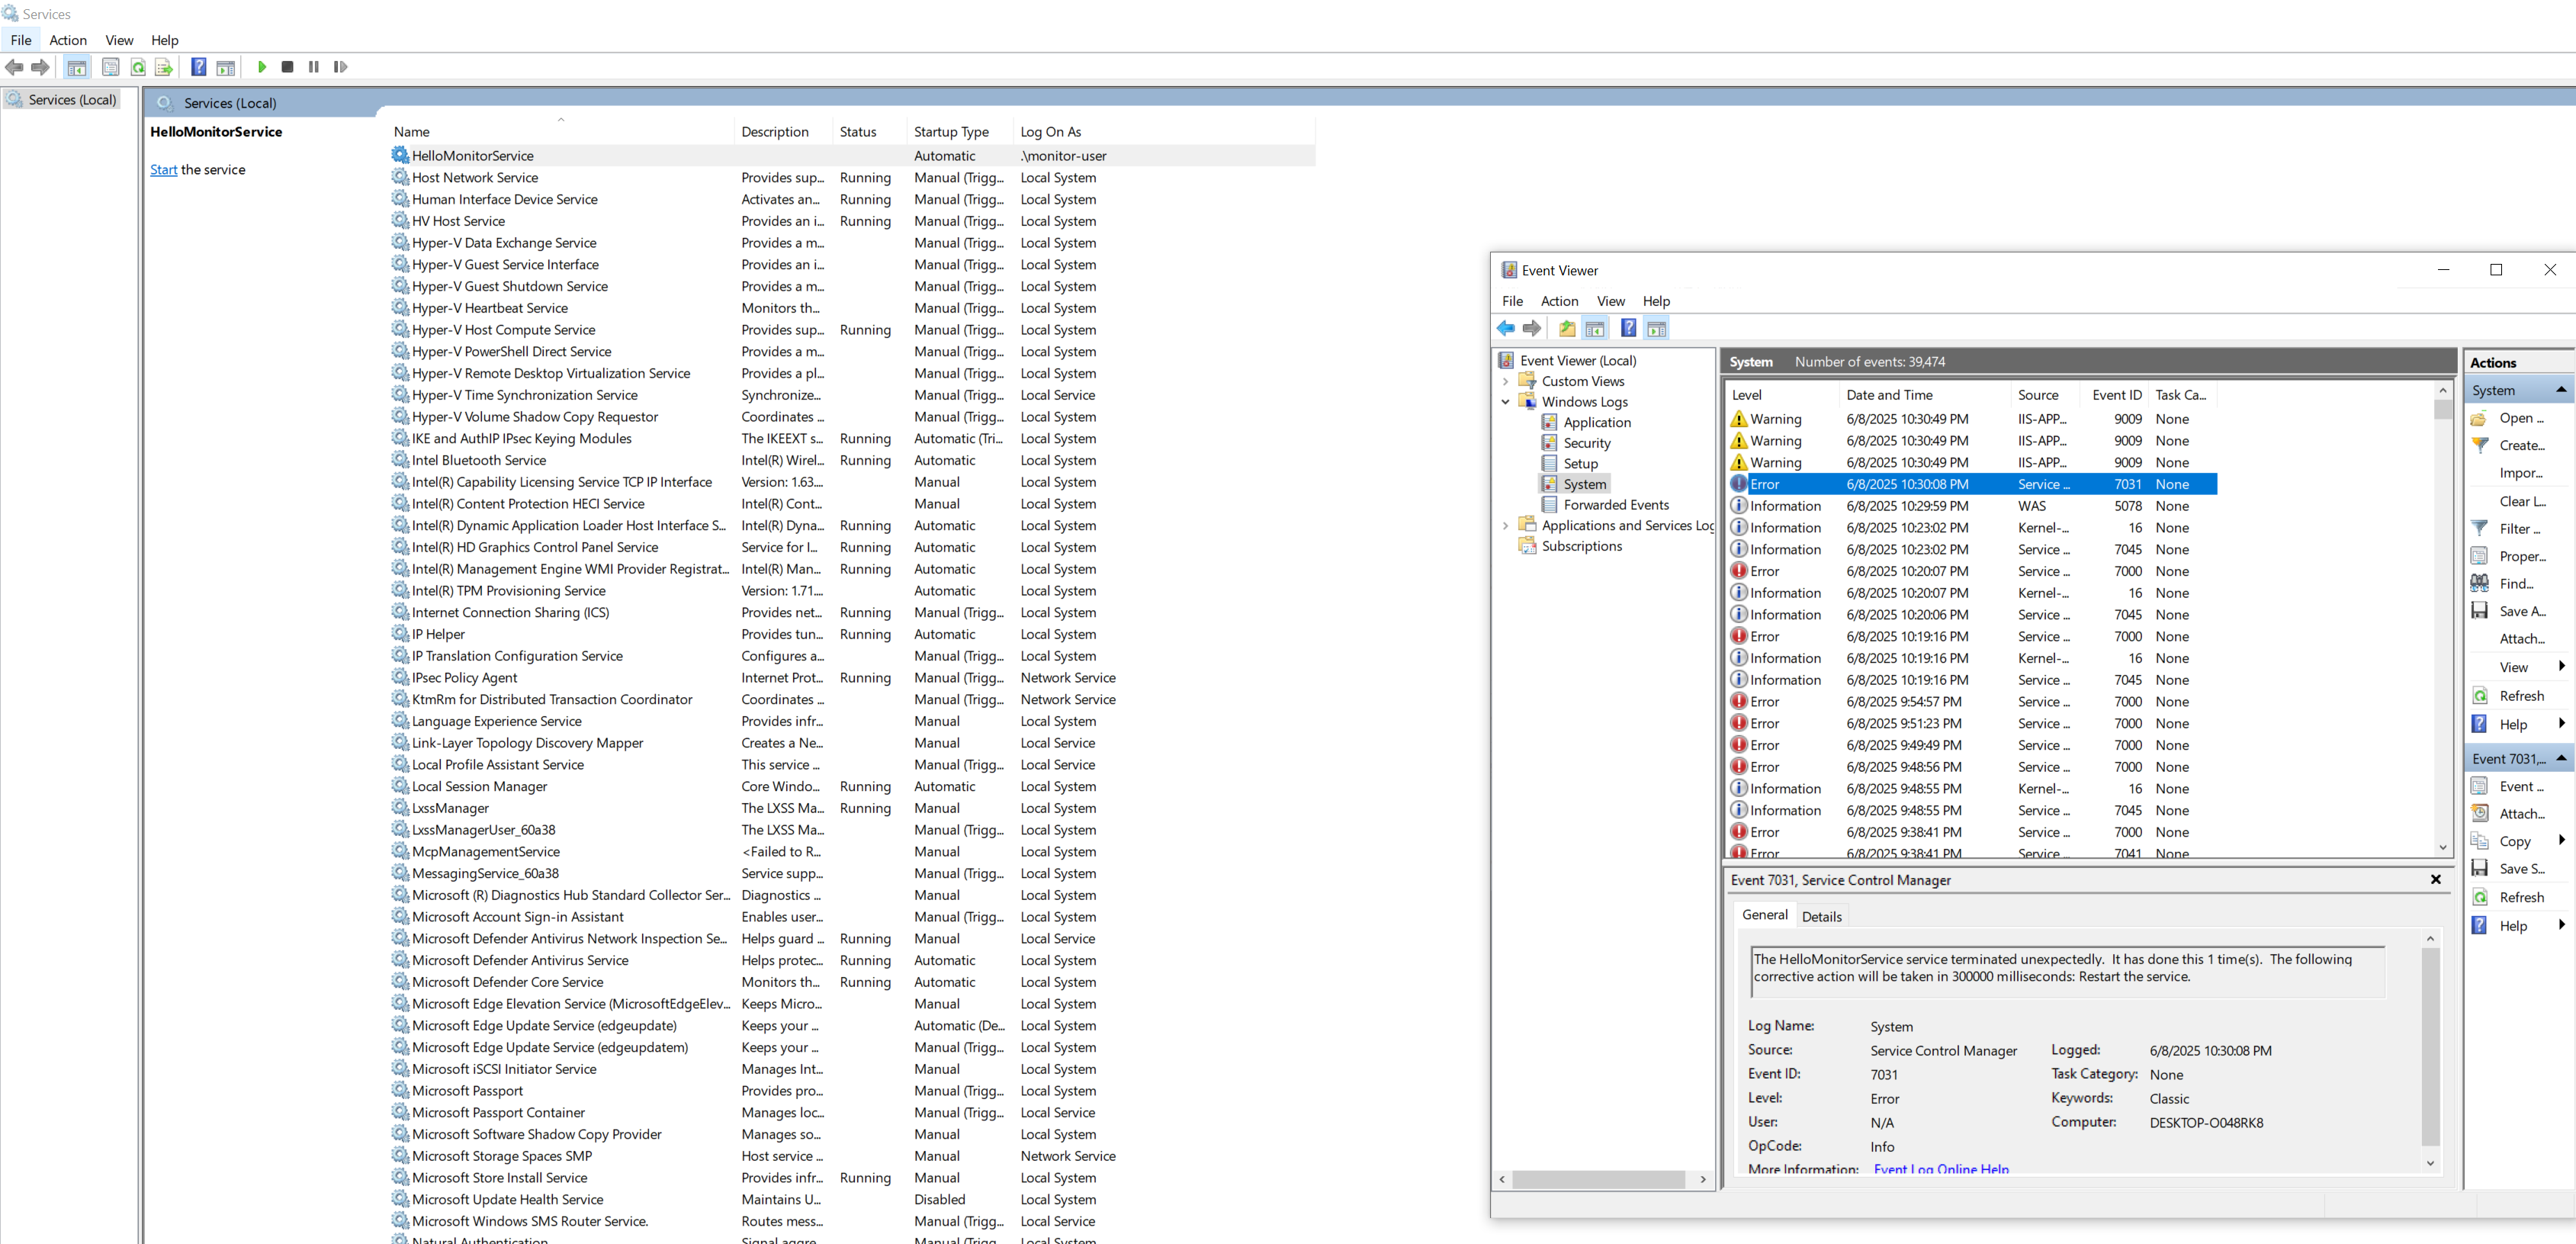 Services
File Action View Help
Services (Local)
Services (Local)
HelloMonitorService
Start the service
Name Description Status Startup Type Log On As
HelloMonitorService Automatic .\monitor-user
Host Network Service Provides sup... Running Manual (Trigg... Local System
Human Interface Device Service Activates an... Running Manual (Trigg... Local System
HV Host Service Provides an i... Running Manual (Trigg... Local System
Hyper-V Data Exchange Service Provides a m... Manual (Trigg... Local System
Hyper-V Guest Service Interface Provides an i... Manual (Trigg... Local System
Hyper-V Guest Shutdown Service Provides a m... Manual (Trigg... Local System
Hyper-V Heartbeat Service Monitors th... Manual (Trigg... Local System
Hyper-V Host Compute Service Provides sup... Running Manual (Trigg... Local System
Hyper-V PowerShell Direct Service Provides a m... Manual (Trigg... Local System
Hyper-V Remote Desktop Virtualization Service Provides a pl... Manual (Trigg... Local System
Hyper-V Time Synchronization Service Synchronize... Manual (Trigg... Local Service
Hyper-V Volume Shadow Copy Requestor Coordinates ... Manual (Trigg... Local System
IKE and AuthIP IPsec Keying Modules The IKEEXT s... Running Automatic (Tri... Local System
Intel Bluetooth Service Intel(R) Wirel... Running Automatic Local System
Intel(R) Capability Licensing Service TCP IP Interface Version: 1.63.... Manual Local System
Intel(R) Content Protection HECI Service Intel(R) Cont... Manual Local System
Intel(R) Dynamic Application Loader Host Interface S... Intel(R) Dyna... Running Automatic Local System
Intel(R) HD Graphics Control Panel Service Service for I... Running Automatic Local System
Intel(R) Management Engine WMI Provider Registrat... Intel(R) Man... Running Automatic Local System
Intel(R) TPM Provisioning Service Version: 1.71.... Automatic Local System
Internet Connection Sharing (ICS) Provides net... Running Manual (Trigg... Local System
IP Helper Provides tun... Running Automatic Local System
IP Translation Configuration Service Configures a... Manual (Trigg... Local System
IPsec Policy Agent Internet Prot... Running Manual (Trigg... Network Service
KtmRm for Distributed Transaction Coordinator Coordinates ... Manual (Trigg... Network Service
Language Experience Service Provides infr... Manual Local System
Link-Layer Topology Discovery Mapper Creates a Ne... Manual Local Service
Local Profile Assistant Service This service ... Manual (Trigg... Local Service
Local Session Manager Core Windo... Running Automatic Local System
LxssManager The LXSS Ma... Running Manual Local System
LxssManagerUser_60a38 The LXSS Ma... Manual (Trigg... Local System
McpManagementService <Failed to R... Manual Local System
MessagingService_60a38 Service supp... Manual (Trigg... Local System
Microsoft (R) Diagnostics Hub Standard Collector Ser... Diagnostics ... Manual Local System
Microsoft Account Sign-in Assistant Enables user... Manual (Trigg... Local System
Microsoft Defender Antivirus Network Inspection Se... Helps guard ... Running Manual Local Service
Microsoft Defender Antivirus Service Helps protec... Running Automatic Local System
Microsoft Defender Core Service Monitors th... Running Automatic Local System
Microsoft Edge Elevation Service (MicrosoftEdgeElev... Keeps Micro... Manual Local System
Microsoft Edge Update Service (edgeupdate) Keeps your ... Automatic (De... Local System
Microsoft Edge Update Service (edgeupdatem) Keeps your ... Manual (Trigg... Local System
Microsoft iSCSI Initiator Service Manages Int... Manual Local System
Microsoft Passport Provides pro... Manual (Trigg... Local System
Microsoft Passport Container Manages loc... Manual (Trigg... Local Service
Microsoft Software Shadow Copy Provider Manages so... Manual Local System
Microsoft Storage Spaces SMP Host service ... Manual Network Service
Microsoft Store Install Service Provides infr... Running Manual Local System
Microsoft Update Health Service Maintains U... Disabled Local System
Microsoft Windows SMS Router Service. Routes mess... Manual (Trigg... Local Service
Natural Authentication Signal aggre... Manual (Trigg... Local System
Event Viewer
File Action View Help
Event Viewer (Local)
Custom Views
Windows Logs
Application
Security
Setup
System
Forwarded Events
Applications and Services Log
Subscriptions
System Number of events: 39,474
Level Date and Time Source Event ID Task Ca...
Warning 6/8/2025 10:30:49 PM IIS-APP... 9009 None
Warning 6/8/2025 10:30:49 PM IIS-APP... 9009 None
Warning 6/8/2025 10:30:49 PM IIS-APP... 9009 None
Error 6/8/2025 10:30:08 PM Service ... 7031 None
Information 6/8/2025 10:29:59 PM WAS 5078 None
Information 6/8/2025 10:23:02 PM Kernel-... 16 None
Information 6/8/2025 10:23:02 PM Service ... 7045 None
Error 6/8/2025 10:20:07 PM Service ... 7000 None
Information 6/8/2025 10:20:07 PM Kernel-... 16 None
Information 6/8/2025 10:20:06 PM Service ... 7045 None
Error 6/8/2025 10:19:16 PM Service ... 7000 None
Information 6/8/2025 10:19:16 PM Kernel-... 16 None
Information 6/8/2025 10:19:16 PM Service ... 7045 None
Error 6/8/2025 9:54:57 PM Service ... 7000 None
Error 6/8/2025 9:51:23 PM Service ... 7000 None
Error 6/8/2025 9:49:49 PM Service ... 7000 None
Error 6/8/2025 9:48:56 PM Service ... 7000 None
Information 6/8/2025 9:48:55 PM Kernel-... 16 None
Information 6/8/2025 9:48:55 PM Service ... 7045 None
Error 6/8/2025 9:38:41 PM Service ... 7000 None
Error 6/8/2025 9:38:41 PM Service ... 7041 None
Event 7031, Service Control Manager
General Details
The HelloMonitorService service terminated unexpectedly. It has done this 1 time(s). The following
corrective action will be taken in 300000 milliseconds: Restart the service.
Log Name: System
Source: Service Control Manager Logged: 6/8/2025 10:30:08 PM
Event ID: 7031 Task Category: None
Level: Error Keywords: Classic
User: N/A Computer: DESKTOP-O048RK8
OpCode: Info
More Information: Event Log Online Help
Actions
System
Open ...
Create...
Impor...
Clear L...
Filter ...
Proper...
Find...
Save A...
Attach...
View
Refresh
Help
Event 7031,...
Event ...
Attach...
Copy
Save S...
Refresh
Help